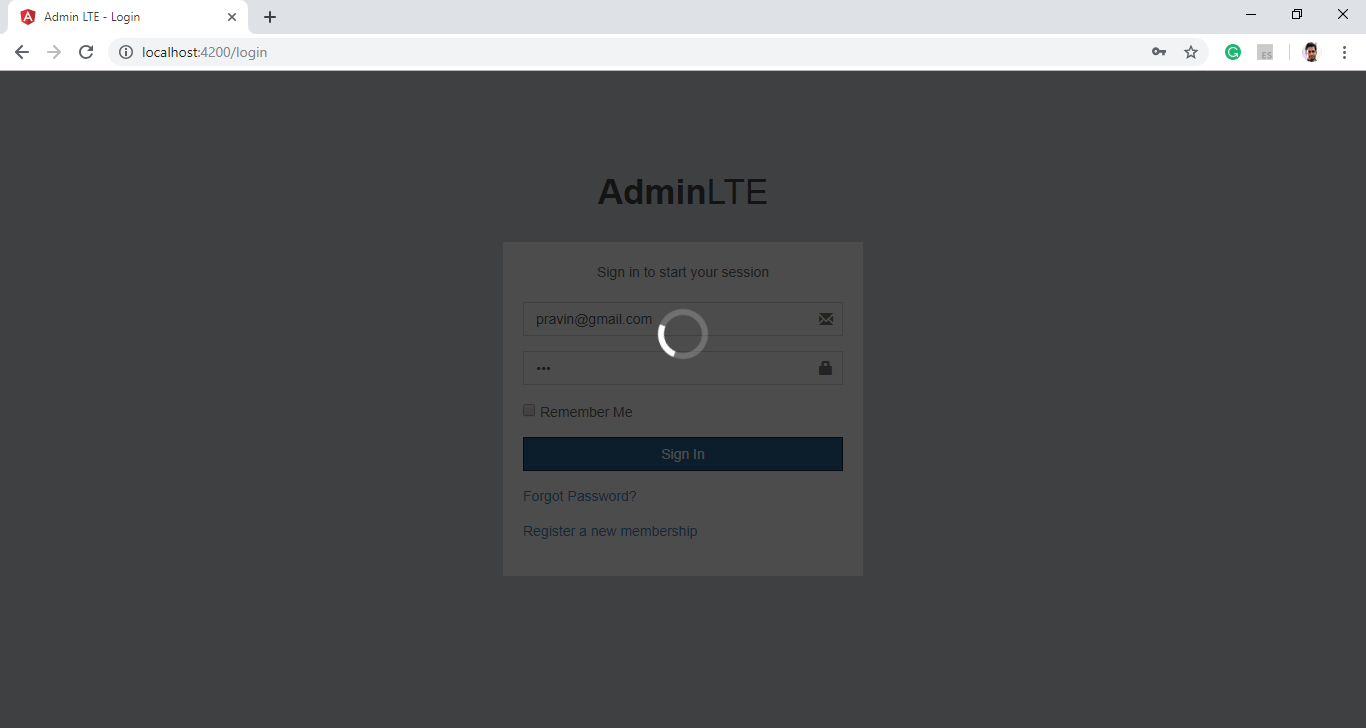 Admin LTE - Login
localhost:4200/login
ES
AdminLTE
Sign in to start your session
pravin@gmail.com
•••
Remember Me
Sign In
Forgot Password?
Register a new membership